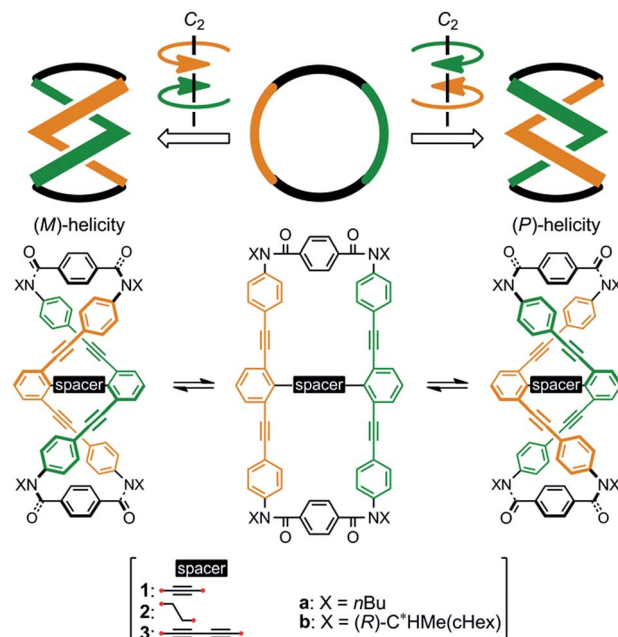 C2 C2
(M)-helicity (P)-helicity
O O O O O O
XN NX XN NX XN NX
spacer spacer spacer
XN NX XN NX XN NX
O O O O O O
spacer
1:
2: a: X = nBu
3: b: X = (R)-C*HMe(cHex)